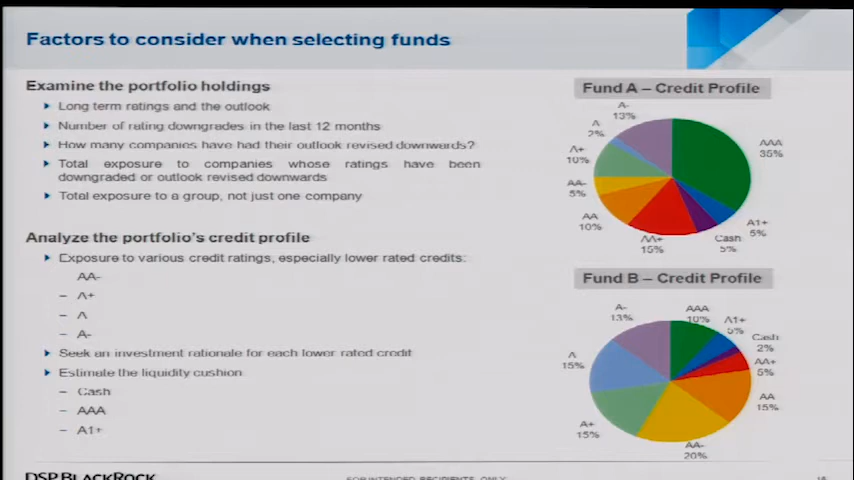 Factors to consider when selecting funds
Examine the portfolio holdings
Long term ratings and the outlook
Number of rating downgrades in the last 12 months
How many companies have had their outlook revised downwards?
Total exposure to companies whose ratings have been
downgraded or outlook revised downwards
Total exposure to a group, not just one company
Analyze the portfolio's credit profile
Exposure to various credit ratings, especially lower rated credits:
AA-
– A+
– A
– A-
Seek an investment rationale for each lower rated credit
Estimate the liquidity cushion
– Cash
– AAA
– A1+
Fund A – Credit Profile
A-
13%
A
2%
A+
10%
AA-
5%
AA
10%
AA+
15%
Cash
5%
A1+
5%
AAA
35%
Fund B – Credit Profile
A-
13%
AAA
10%
A1+
5%
Cash
2%
AA+
5%
AA
15%
AA-
20%
A+
15%
A
15%
DSP BLACKROCK
FOR INTENDED RECIPIENTS ONLY